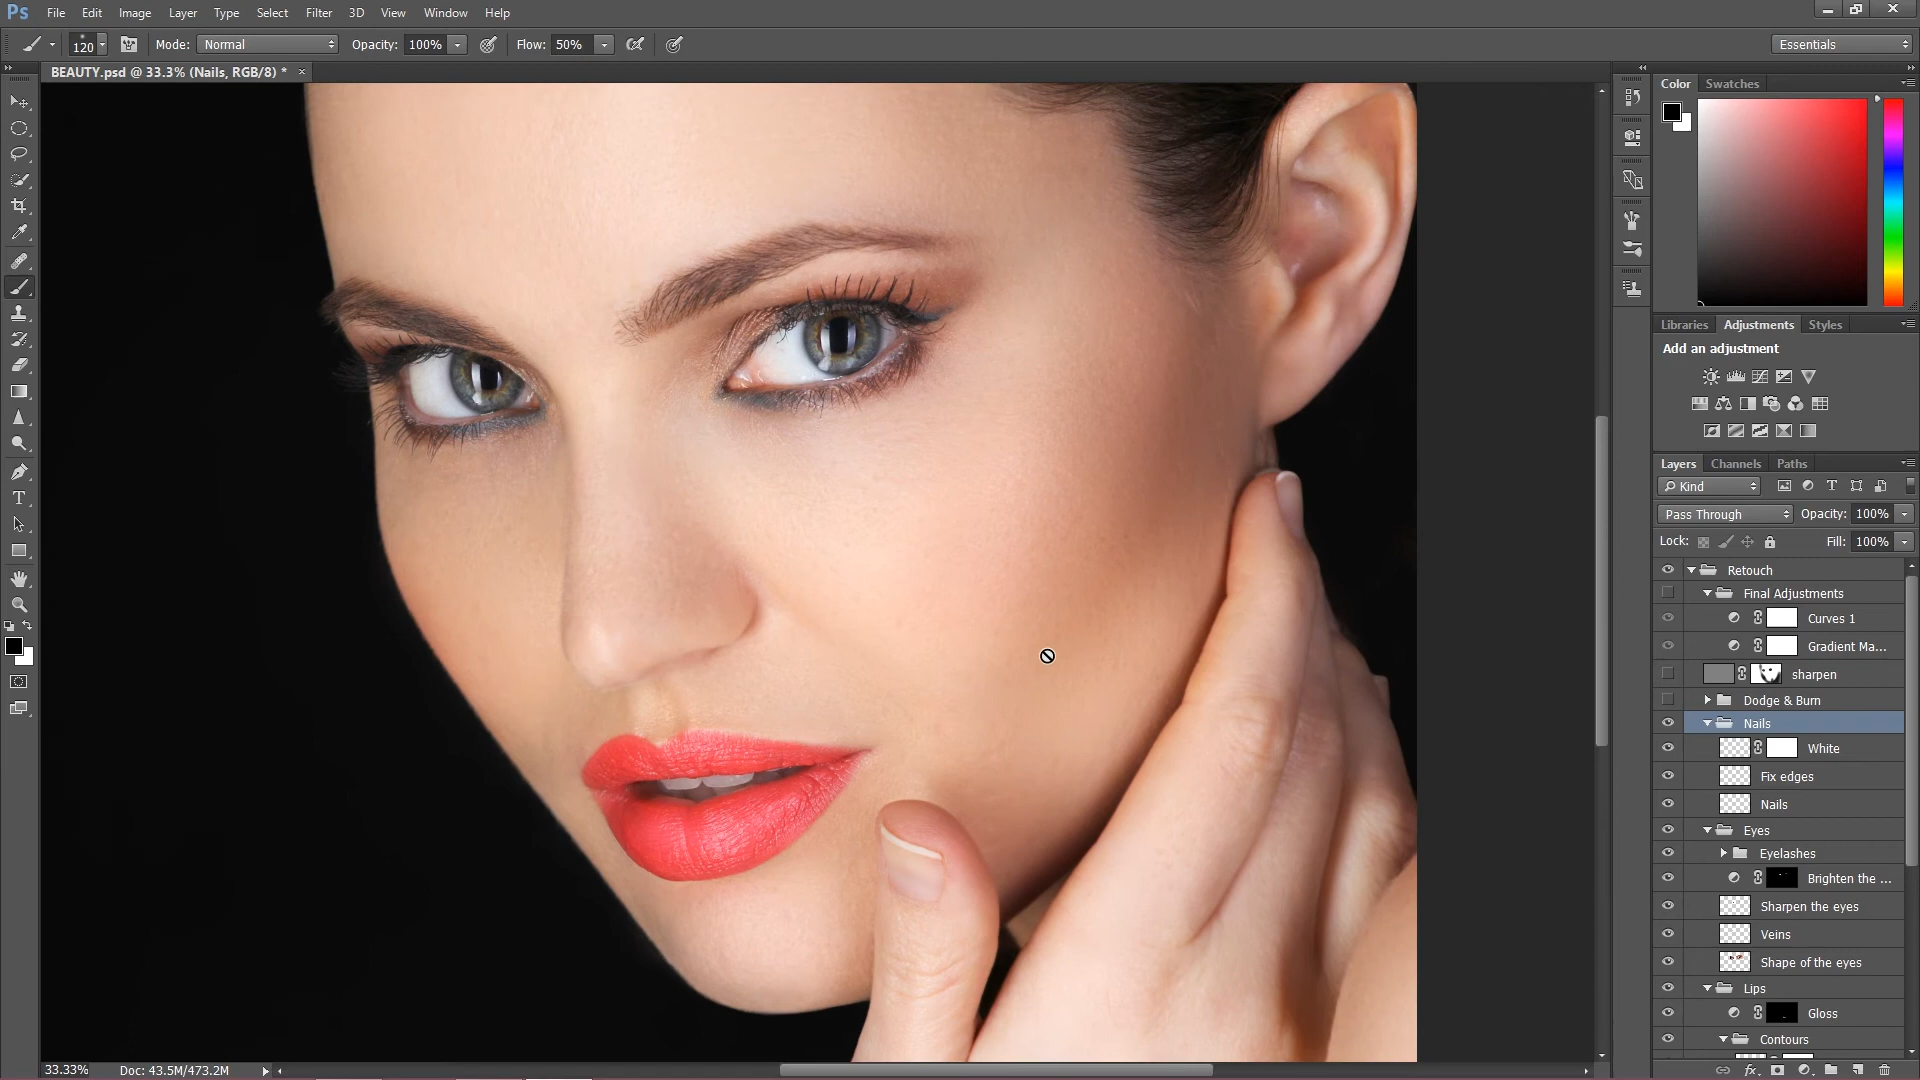 Ps File Edit Image Layer Type Select Filter 3D View Window Help
120 Mode: Normal Opacity: 100% Flow: 50% Essentials
BEAUTY.psd @ 33.3% (Nails, RGB/8) * ×
Color Swatches
Libraries Adjustments Styles
Add an adjustment
Layers Channels Paths
Kind T
Pass Through Opacity: 100%
Lock: Fill: 100%
Retouch
Final Adjustments
Curves 1
Gradient Ma...
sharpen
Dodge & Burn
Nails
White
Fix edges
Nails
Eyes
Eyelashes
Brighten the ...
Sharpen the eyes
Veins
Shape of the eyes
Lips
Gloss
Contours
T
fx
33.33% Doc: 43.5M/473.2M